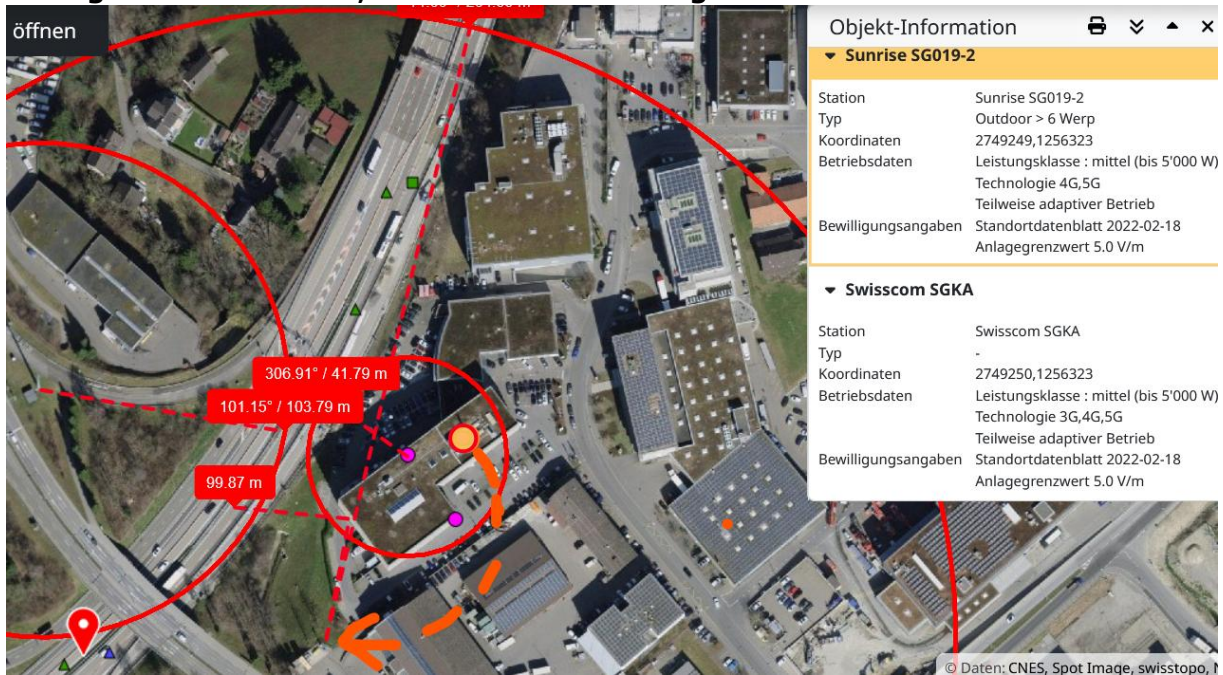 öffnen
Objekt-Information
Sunrise SG019-2
Station Sunrise SG019-2
Typ Outdoor > 6 Werp
Koordinaten 2749249,1256323
Betriebsdaten Leistungsklasse : mittel (bis 5'000 W)
Technologie 4G,5G
Teilweise adaptiver Betrieb
Bewilligungsangaben Standortdatenblatt 2022-02-18
Anlagegrenzwert 5.0 V/m
Swisscom SGKA
Station Swisscom SGKA
Typ -
Koordinaten 2749250,1256323
Betriebsdaten Leistungsklasse : mittel (bis 5'000 W)
Technologie 3G,4G,5G
Teilweise adaptiver Betrieb
Bewilligungsangaben Standortdatenblatt 2022-02-18
Anlagegrenzwert 5.0 V/m
306.91° / 41.79 m
101.15° / 103.79 m
99.87 m
© Daten: CNES, Spot Image, swisstopo,